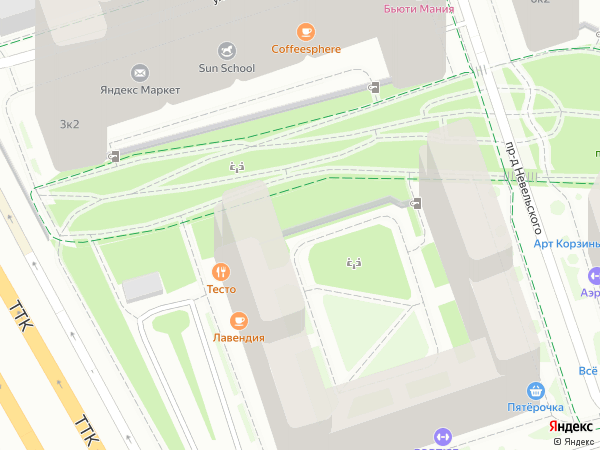 Бьюти Мания
Coffeesphere
Sun School
Яндекс Маркет
3к2
пр-д Невельского
Арт Корзины
Тесто
ТТК
Лавендия
Всё
Пятёрочка
ТТК
Яндекс
© Яндекс